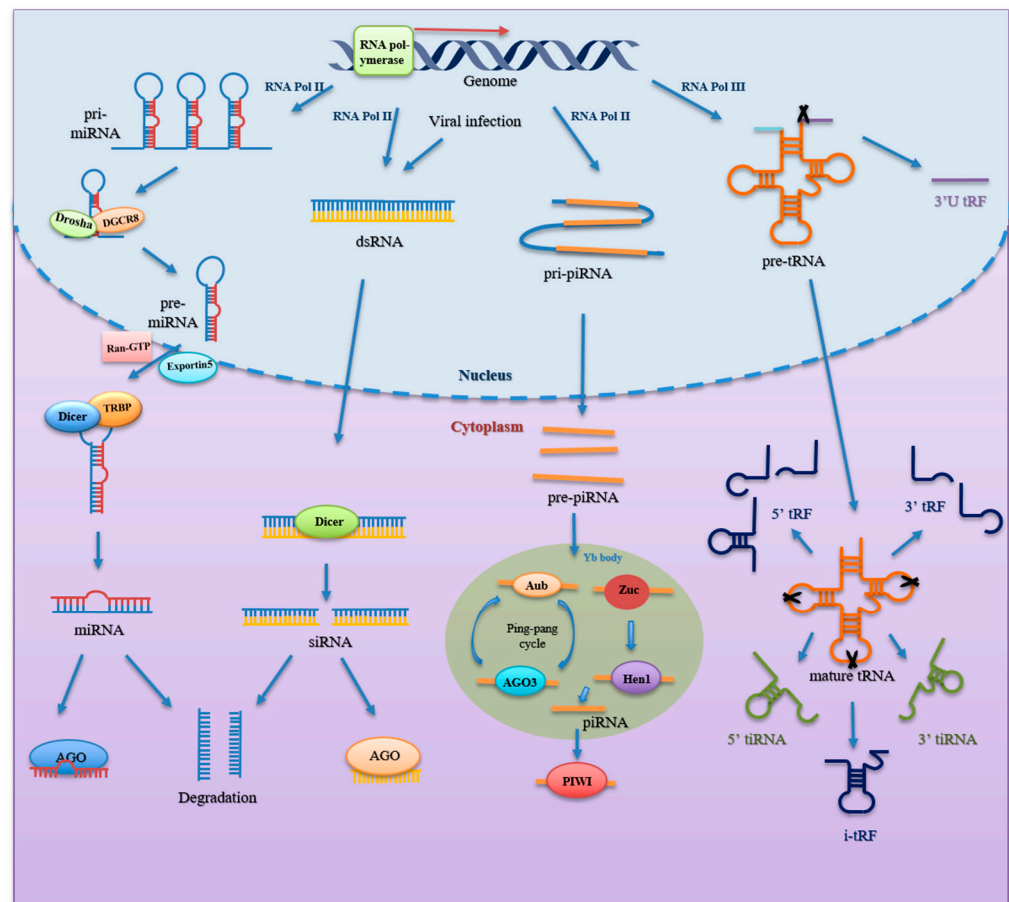 RNA pol-
ymerase
Genome
RNA Pol II
RNA Pol II
Viral infection
RNA Pol II
RNA Pol III
pri-
miRNA
Drosha
DGCR8
dsRNA
pri-piRNA
pre-tRNA
3’U tRF
pre-
miRNA
Ran-GTP
Exportin5
Nucleus
Cytoplasm
Dicer
TRBP
pre-piRNA
Dicer
5’ tRF
3’ tRF
Yb body
Aub
Zuc
Ping-pang
cycle
AGO3
Hen1
piRNA
PIWI
miRNA
siRNA
AGO
Degradation
AGO
mature tRNA
5’ tiRNA
3’ tiRNA
i-tRF